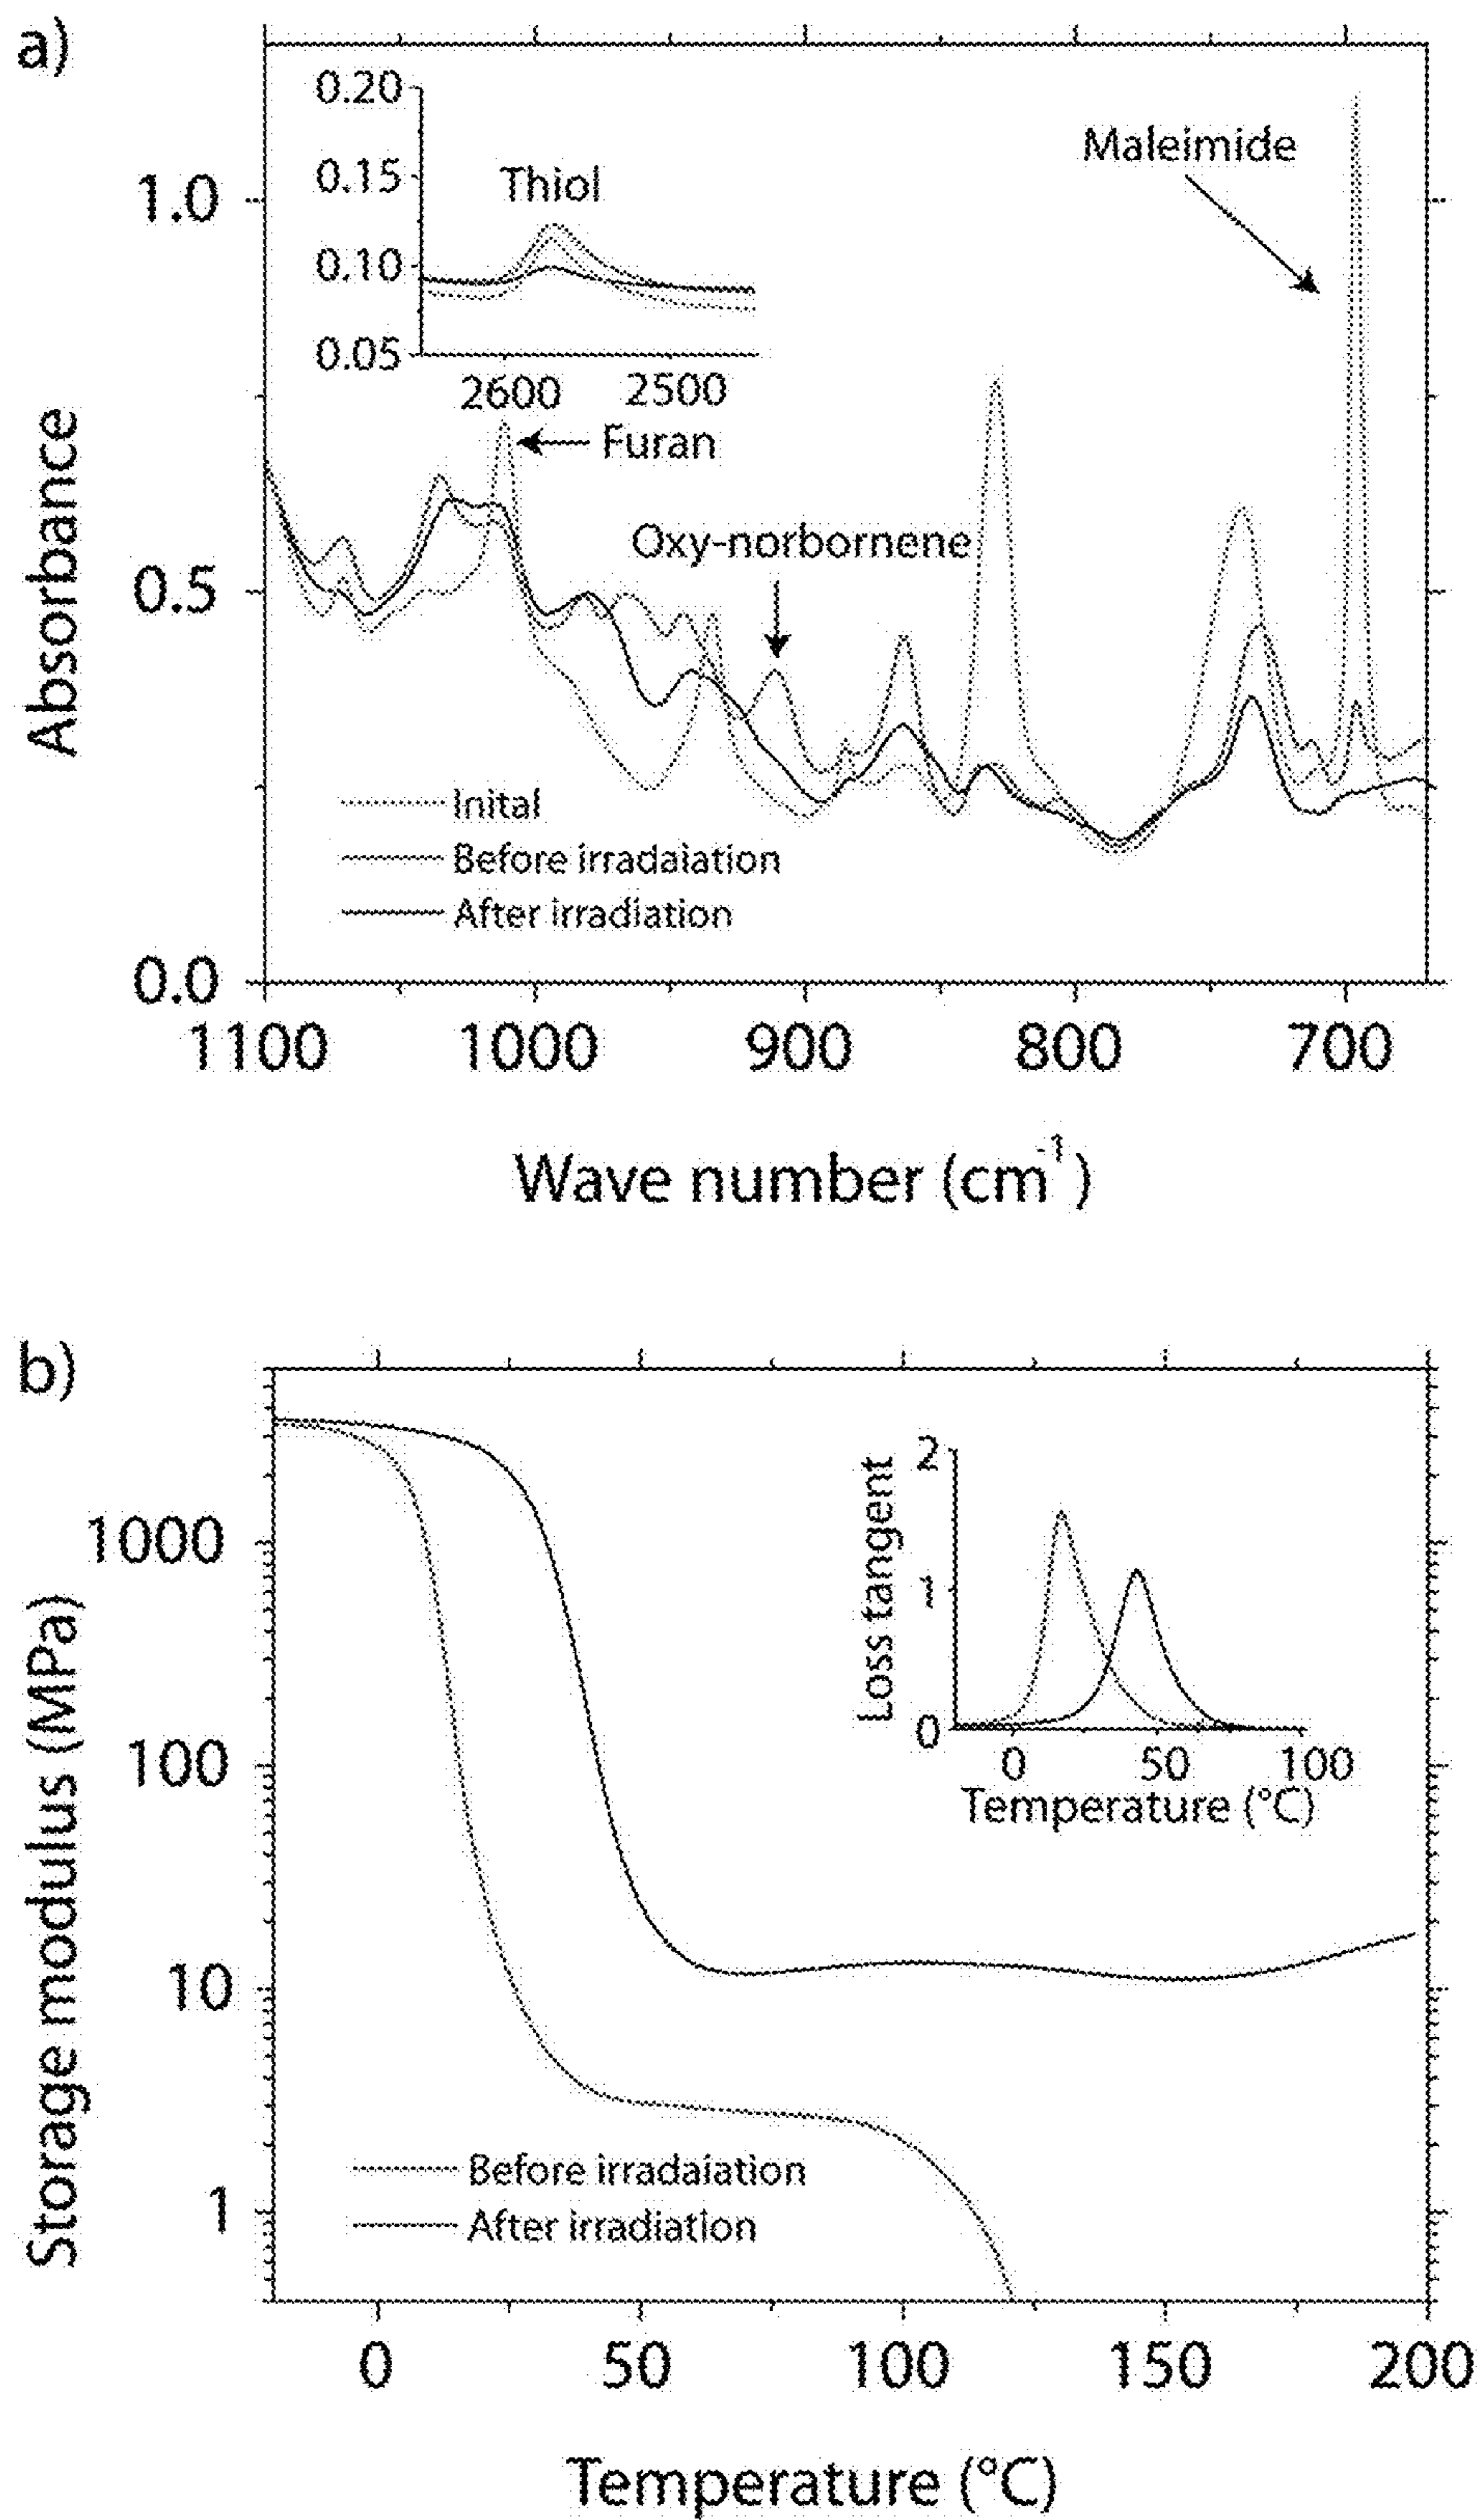 a)
0.20
0.15
0.10
0.05
Thiol
2600 2500
Maleimide
Furan
Oxy-norbornene
1.0
0.5
0.0
Absorbance
Inital
Before irradaiation
After irradiation
1100 1000 900 800 700
Wave number (cm-1)
b)
1000
100
10
1
Storage modulus (MPa)
2
1
0
Loss tangent
0 50 100
Temperature (°C)
Before irradaiation
After irradiation
0 50 100 150 200
Temperature (°C)